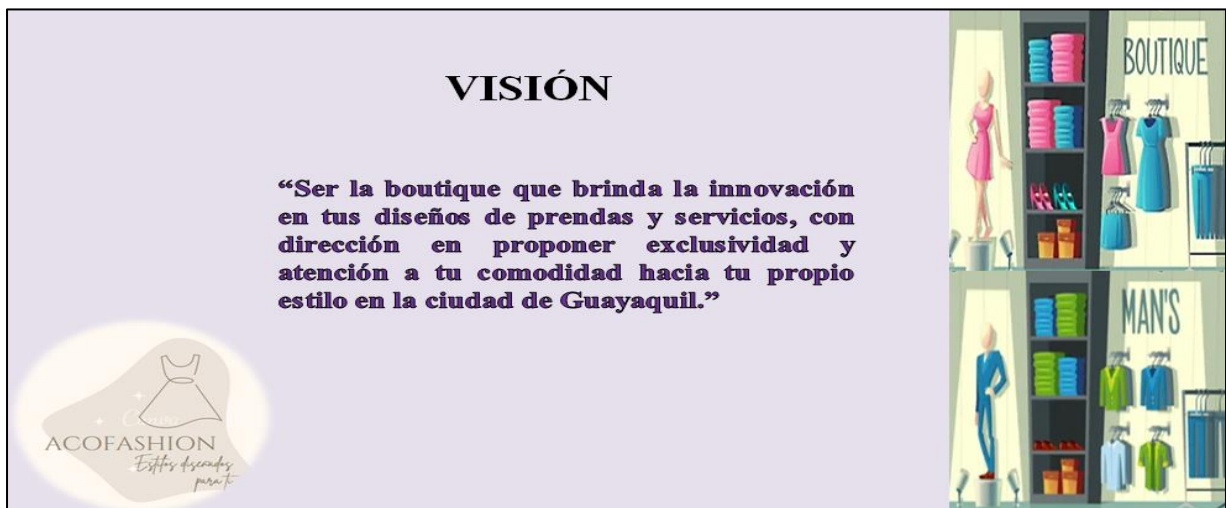 VISIÓN
“Ser la boutique que brinda la innovación
en tus diseños de prendas y servicios, con
dirección en proponer exclusividad y
atención a tu comodidad hacia tu propio
estilo en la ciudad de Guayaquil.”
BOUTIQUE
MAN'S
Canva
ACOFASHION
Estilos diseñados
para ti